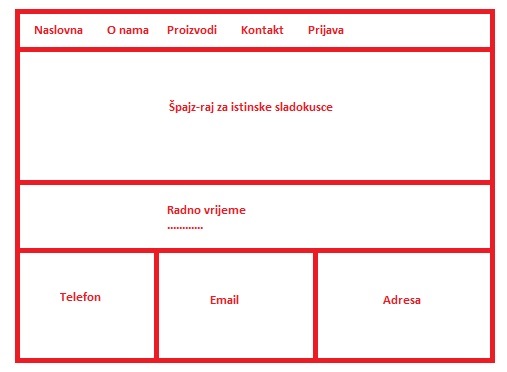 Naslovna O nama Proizvodi Kontakt Prijava
Špajz-raj za istinske sladokusce
Radno vrijeme
............
Telefon Email Adresa